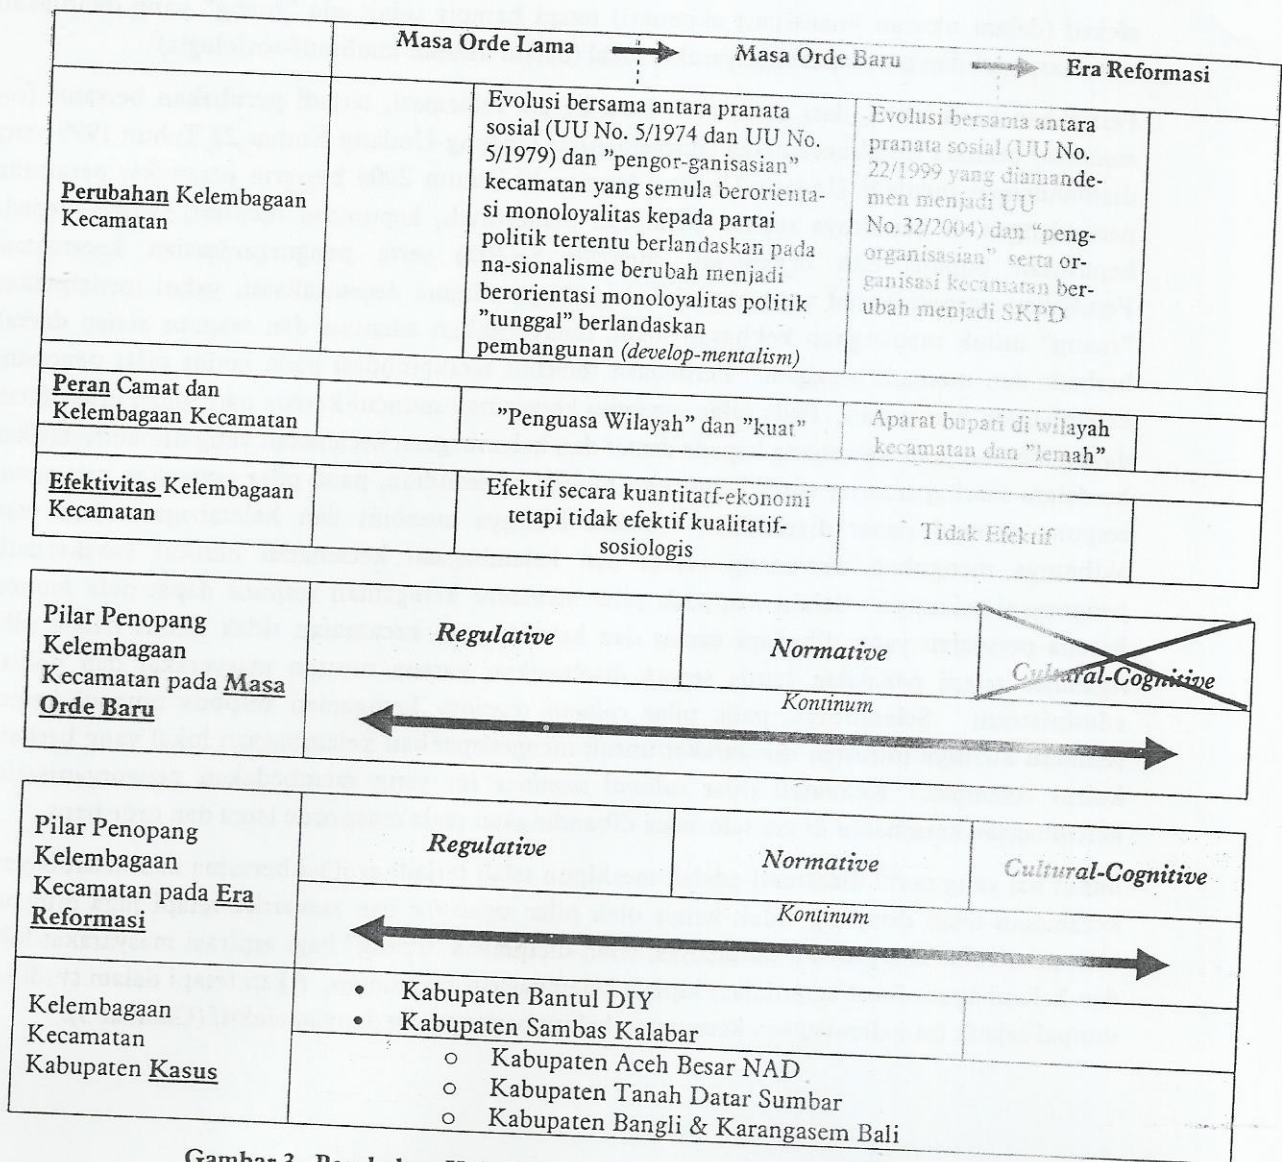 Masa Orde Lama
Masa Orde Baru
Era Reformasi
Perubahan Kelembagaan
Kecamatan
Evolusi bersama antara pranata
sosial (UU No. 5/1974 dan UU No.
5/1979) dan ”pengor-ganisasian”
kecamatan yang semula berorienta-
si monoloyalitas kepada partai
politik tertentu berlandaskan pada
na-sionalisme berubah menjadi
berorientasi monoloyalitas politik
”tunggal” berlandaskan
pembangunan (develop-mentalism)
Evolusi bersama antara
pranata sosial (UU No.
22/1999 yang diamande-
men menjadi UU
No.32/2004) dan “peng-
organisasian” serta or-
ganisasi kecamatan ber-
ubah menjadi SKPD
Peran Camat dan
Kelembagaan Kecamatan
”Penguasa Wilayah” dan ”kuat”
Aparat bupari di wilayah
kecamatan dan ”lemah”
Efektivitas Kelembagaan
Kecamatan
Efektif secara kuantitatf-ekonomi
tetapi tidak efektif kualitatif-
sosiologis
Tidak Efektif
Pilar Penopang
Kelembagaan
Kecamatan pada Masa
Orde Baru
Regulative
Normative
Cultural-Cognitive
Kontinum
Pilar Penopang
Kelembagaan
Kecamatan pada Era
Reformasi
Regulative
Normative
Cultural-Cognitive
Kontinum
Kelembagaan
Kecamatan
Kabupaten Kasus
• Kabupaten Bantul DIY
• Kabupaten Sambas Kalabar
o Kabupaten Aceh Besar NAD
o Kabupaten Tanah Datar Sumbar
o Kabupaten Bangli & Karangasem Bali
Gambar 3